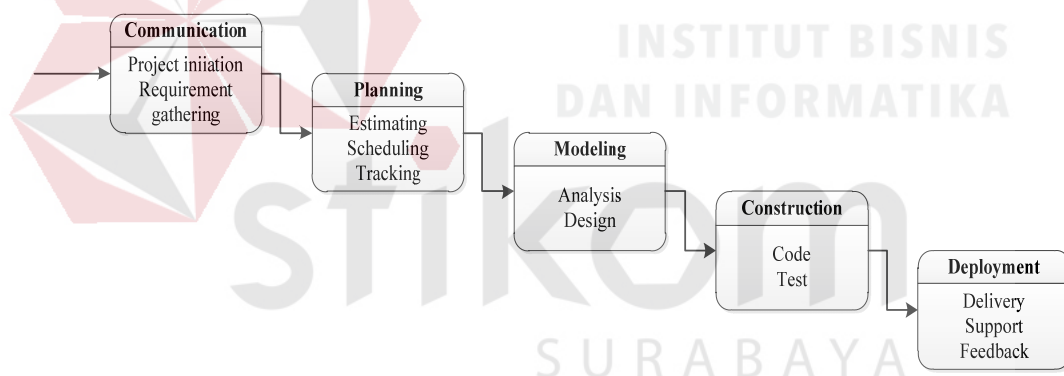 INSTITUT BISNIS
DAN INFORMATIKA
stikom
SURABAYA
Communication
Project iniiation
Requirement
gathering
Planning
Estimating
Scheduling
Tracking
Modeling
Analysis
Design
Construction
Code
Test
Deployment
Delivery
Support
Feedback